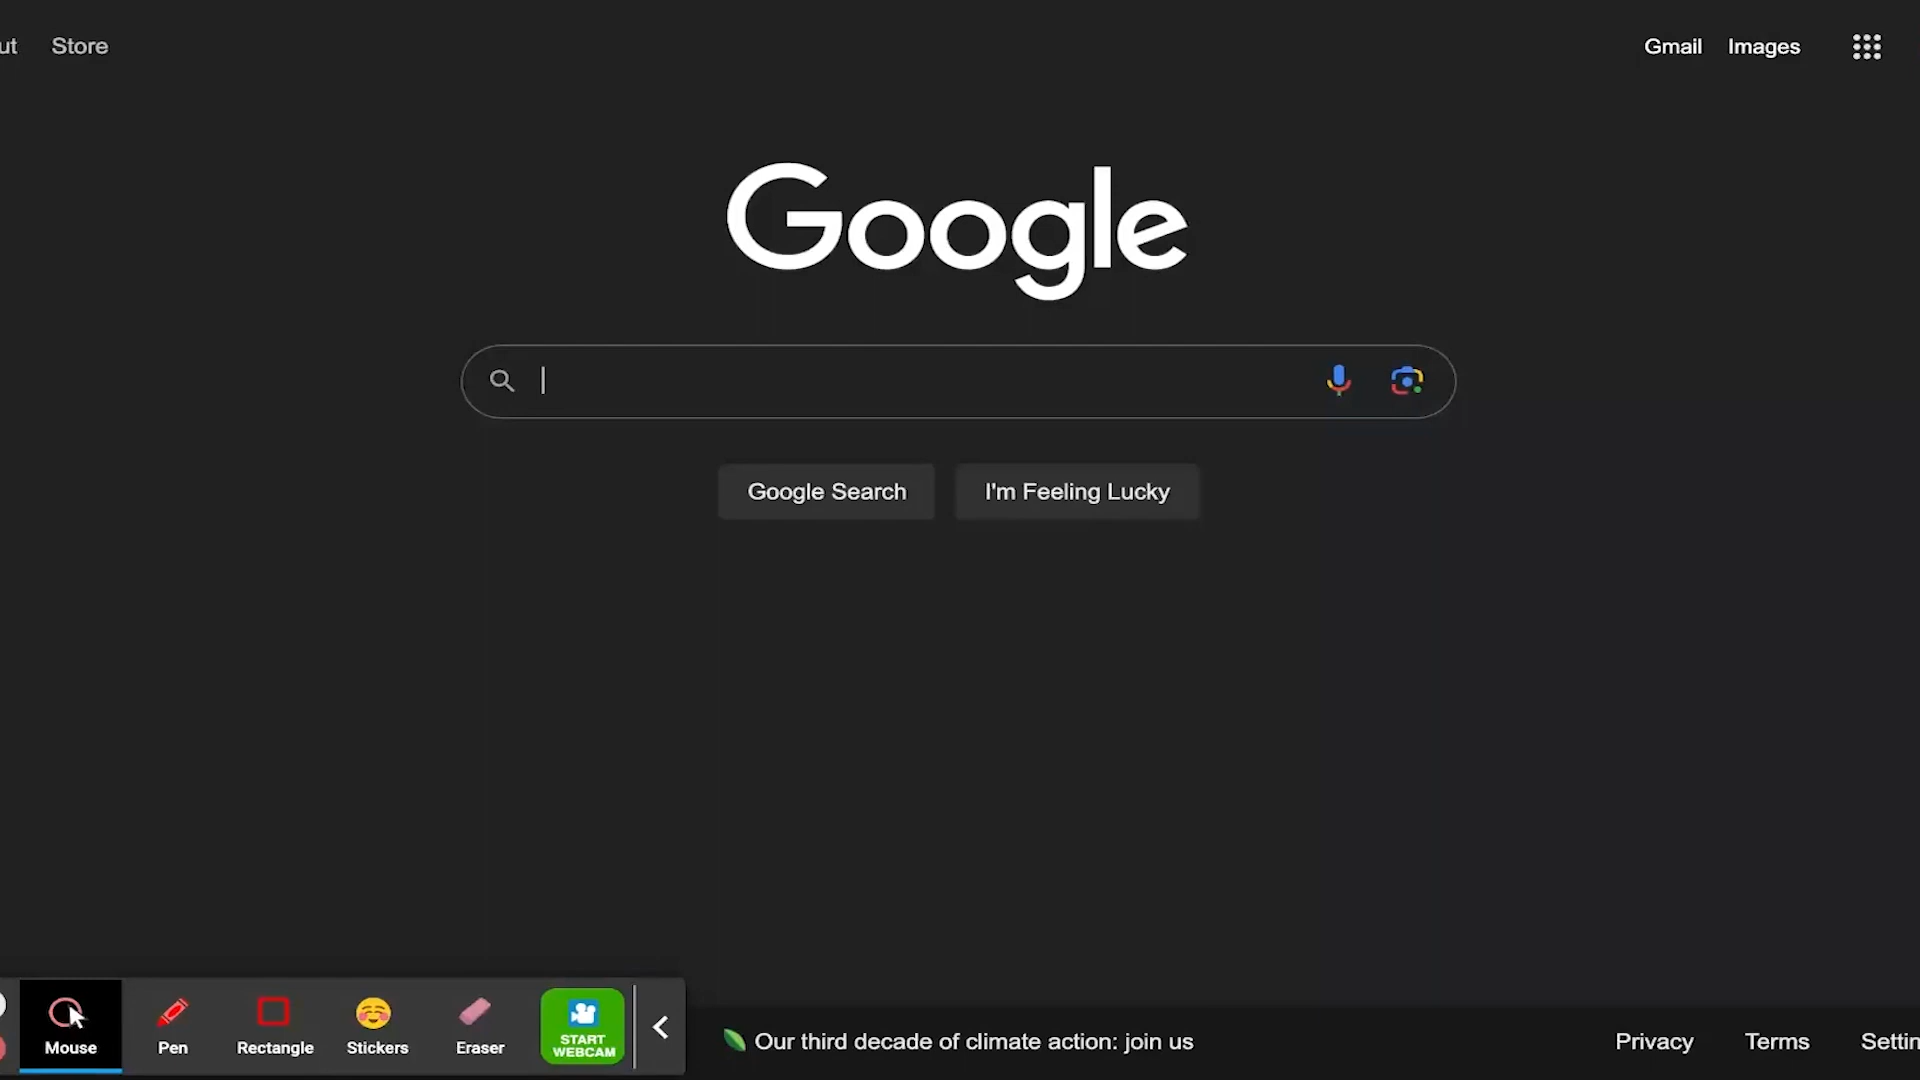 ut Store Gmail Images
Google
Google Search I'm Feeling Lucky
Mouse Pen Rectangle Stickers Eraser START WEBCAM
Our third decade of climate action: join us
Privacy Terms Settin